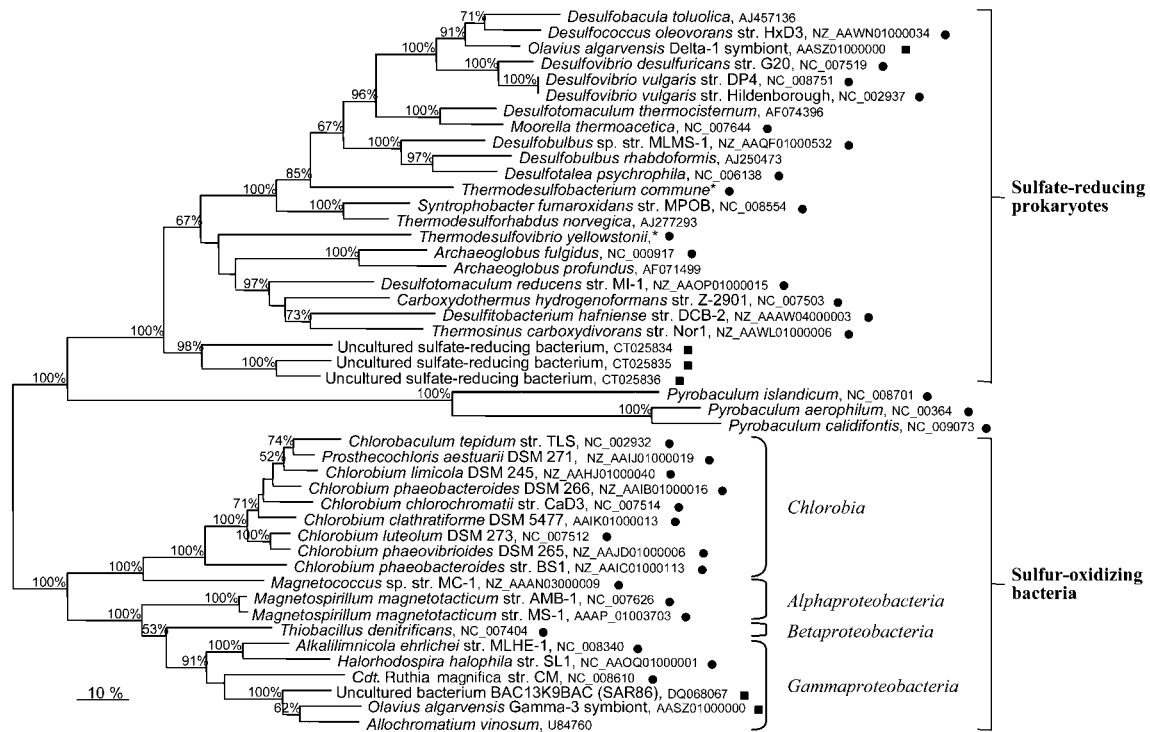 71% Desulfobacula toluolica, AJ457136
91% Desulfococcus oleovorans str. HxD3, NZ_AAWN01000034
100% Olavius algarvensis Delta-1 symbiont, AASZ01000000
100% Desulfovibrio desulfuricans str. G20, NC_007519
100% Desulfovibrio vulgaris str. DP4, NC_008751
Desulfovibrio vulgaris str. Hildenborough, NC_002937
96%
100% Desulfotomaculum thermocisternum, AF074396
67% Moorella thermoacetica, NC_007644
100% Desulfobulbus sp. str. MLMS-1, NZ_AAQF01000532
97% Desulfobulbus rhabdoformis, AJ250473
85% Desulfotalea psychrophila, NC_006138
100% Thermodesulfobacterium commune*
100% Syntrophobacter fumaroxidans str. MPOB, NC_008554
67% Thermodesulforhabdus norvegica, AJ277293
Thermodesulfovibrio yellowstonii,*
100% Archaeoglobus fulgidus, NC_000917
Archaeoglobus profundus, AF071499
97% Desulfotomaculum reducens str. MI-1, NZ_AAOP01000015
Carboxydothermus hydrogenoformans str. Z-2901, NC_007503
73% Desulfitobacterium hafniense str. DCB-2, NZ_AAAW04000003
100% Thermosinus carboxydivorans str. Nor1, NZ_AAWL01000006
98% Uncultured sulfate-reducing bacterium, CT025834
100% Uncultured sulfate-reducing bacterium, CT025835
100% Uncultured sulfate-reducing bacterium, CT025836
Sulfate-reducing
prokaryotes
100% Pyrobaculum islandicum, NC_008701
100% Pyrobaculum aerophilum, NC_00364
Pyrobaculum calidifontis, NC_009073
74% Chlorobaculum tepidum str. TLS, NC_002932
52% Prosthecochloris aestuarii DSM 271, NZ_AAIJ01000019
Chlorobium limicola DSM 245, NZ_AAHJ01000040
Chlorobium phaeobacteroides DSM 266, NZ_AAIB01000016
71% Chlorobium chlorochromatii str. CaD3, NC_007514
100% Chlorobium clathratiforme DSM 5477, AAIK01000013
100% Chlorobium luteolum DSM 273, NC_007512
100% Chlorobium phaeovibrioides DSM 265, NZ_AAJD01000006
100% Chlorobium phaeobacteroides str. BS1, NZ_AAIC01000113
Chlorobia
100% Magnetococcus sp. str. MC-1, NZ_AAAN03000009
100% Magnetospirillum magnetotacticum str. AMB-1, NC_007626
Magnetospirillum magnetotacticum str. MS-1, AAAP_01003703
Alphaproteobacteria
53% Thiobacillus denitrificans, NC_007404
Betaproteobacteria
100% Alkalilimnicola ehrlichei str. MLHE-1, NC_008340
91% Halorhodospira halophila str. SL1, NC_AAOQ01000001
Cdt. Ruthia magnifica str. CM, NC_008610
100% Uncultured bacterium BAC13K9BAC (SAR86), DQ068067
62% Olavius algarvensis Gamma-3 symbiont, AASZ01000000
Allochromatium vinosum, U84760
Gammaproteobacteria
Sulfur-oxidizing
bacteria
10 %